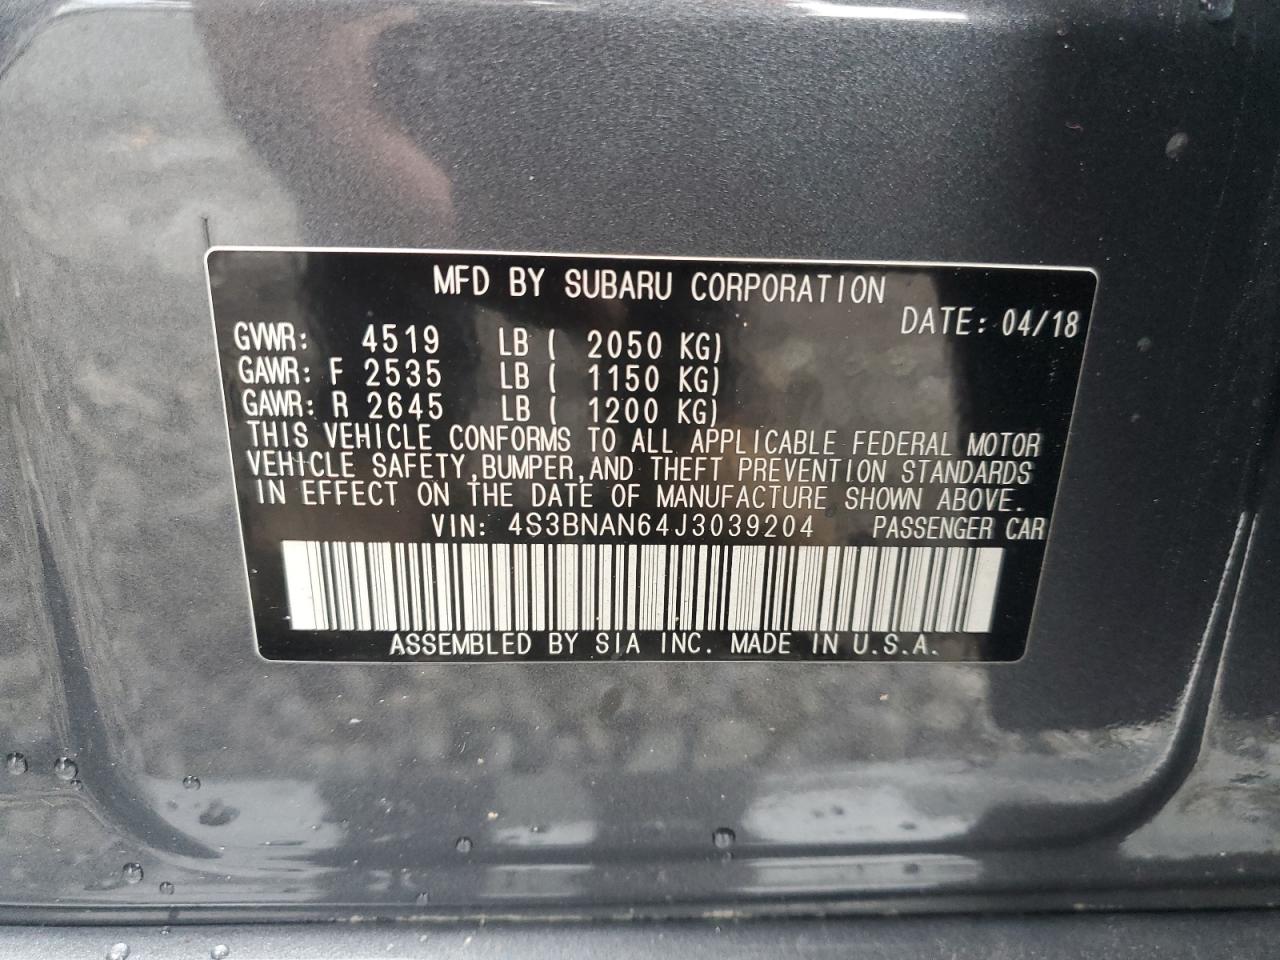 MFD BY SUBARU CORPORATION
DATE: 04/18
GVWR: 4519 LB ( 2050 KG)
GAWR: F 2535 LB ( 1150 KG)
GAWR: R 2645 LB ( 1200 KG)
THIS VEHICLE CONFORMS TO ALL APPLICABLE FEDERAL MOTOR
VEHICLE SAFETY,BUMPER,AND THEFT PREVENTION STANDARDS
IN EFFECT ON THE DATE OF MANUFACTURE SHOWN ABOVE.
VIN: 4S3BNAN64J3039204 PASSENGER CAR
ASSEMBLED BY SIA INC. MADE IN U.S.A.